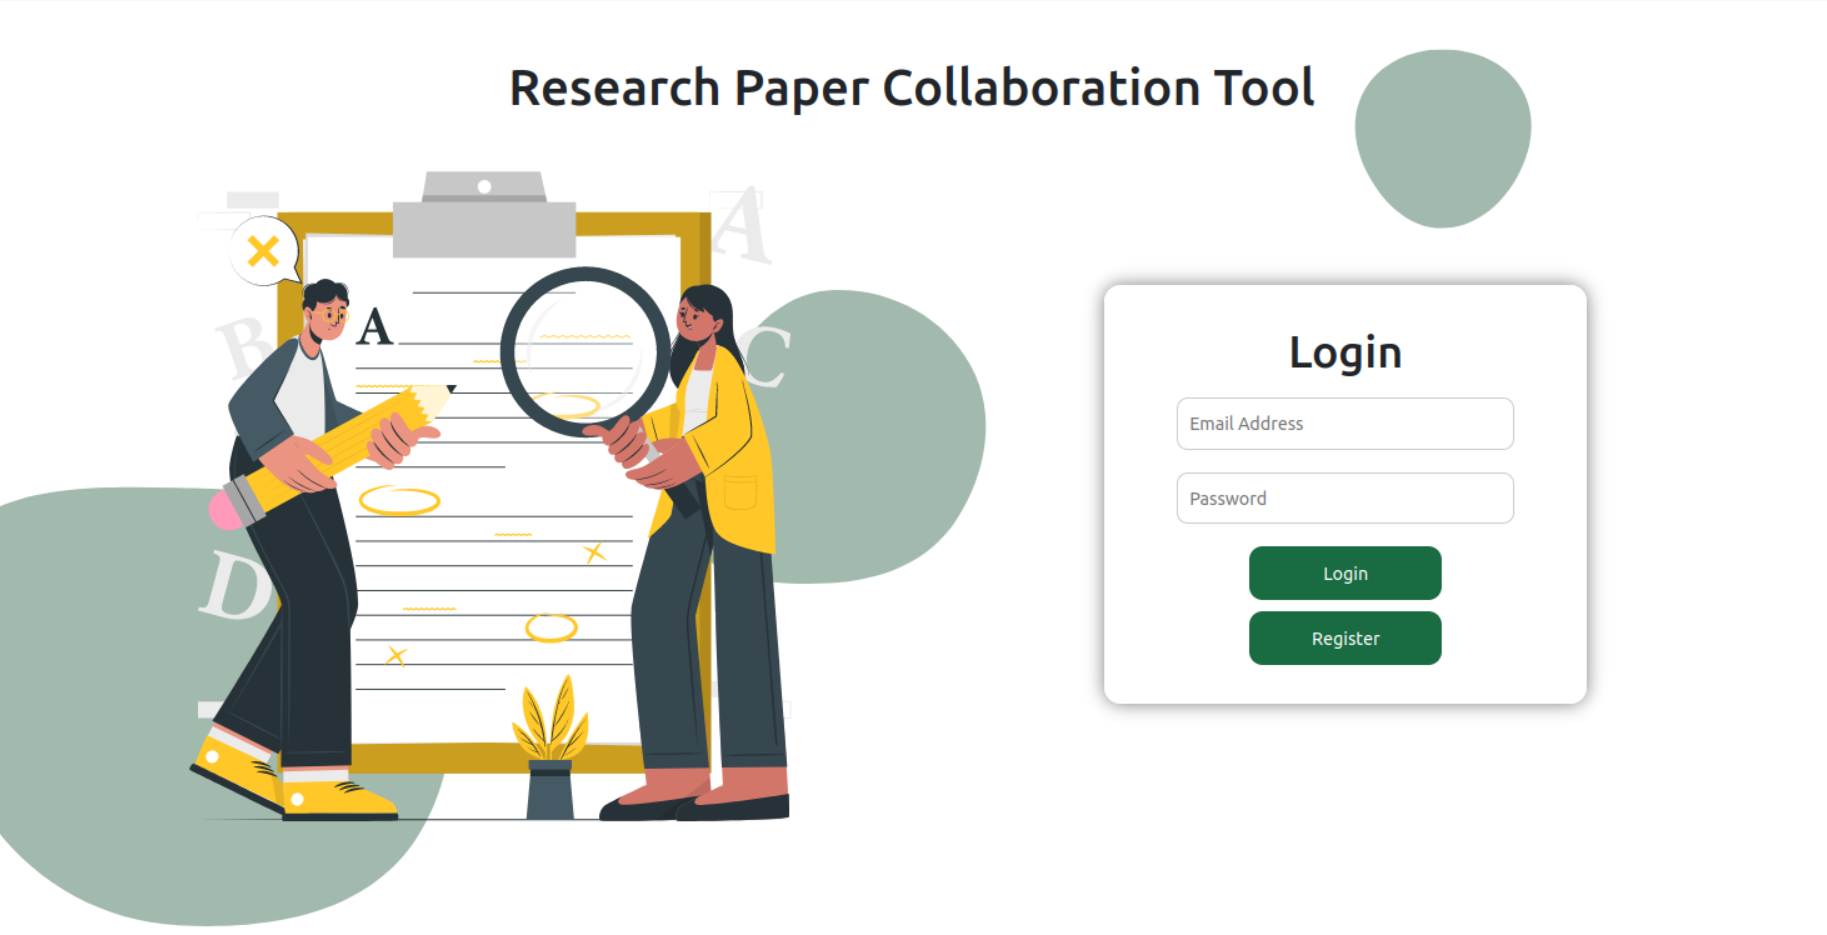 Research Paper Collaboration Tool
A
B
A
C
D
Login
Email Address
Password
Login
Register